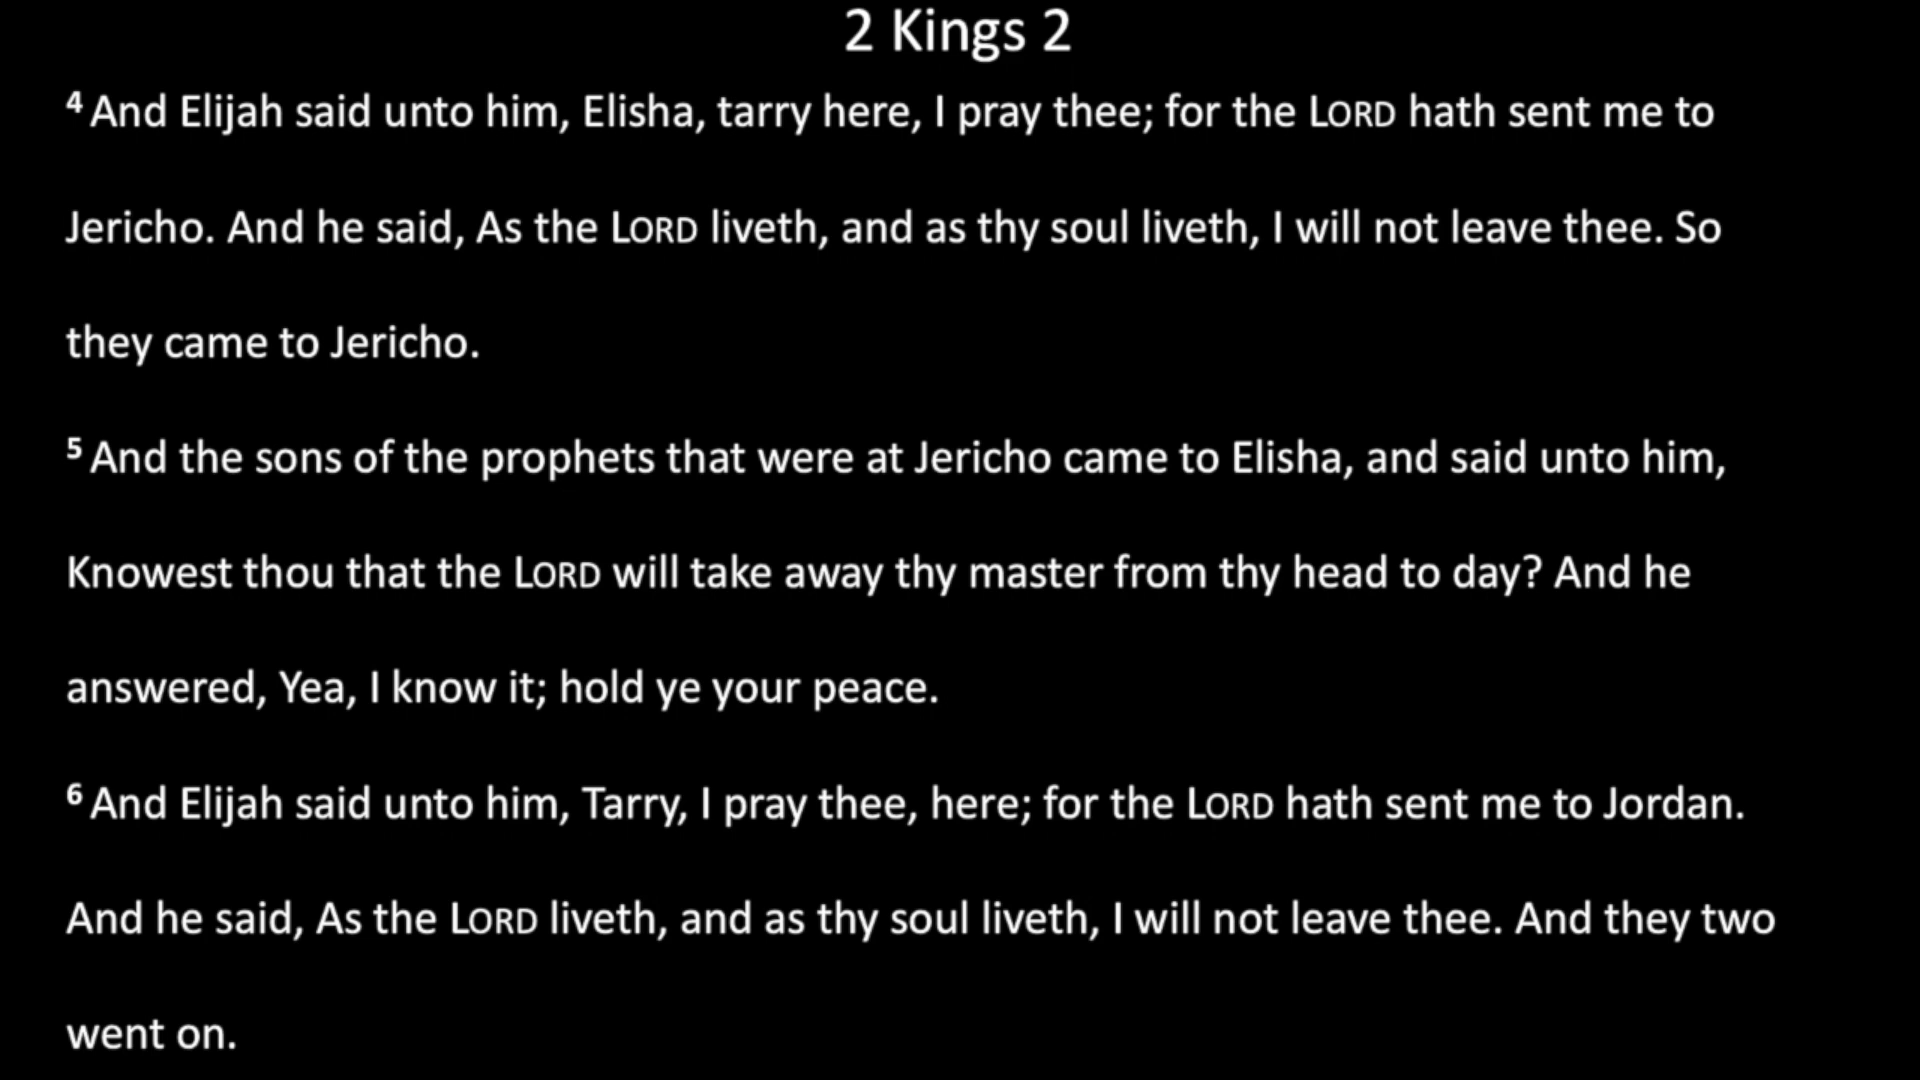 2 Kings 2
4 And Elijah said unto him, Elisha, tarry here, I pray thee; for the LORD hath sent me to
Jericho. And he said, As the LORD liveth, and as thy soul liveth, I will not leave thee. So
they came to Jericho.
5 And the sons of the prophets that were at Jericho came to Elisha, and said unto him,
Knowest thou that the LORD will take away thy master from thy head to day? And he
answered, Yea, I know it; hold ye your peace.
6 And Elijah said unto him, Tarry, I pray thee, here; for the LORD hath sent me to Jordan.
And he said, As the LORD liveth, and as thy soul liveth, I will not leave thee. And they two
went on.